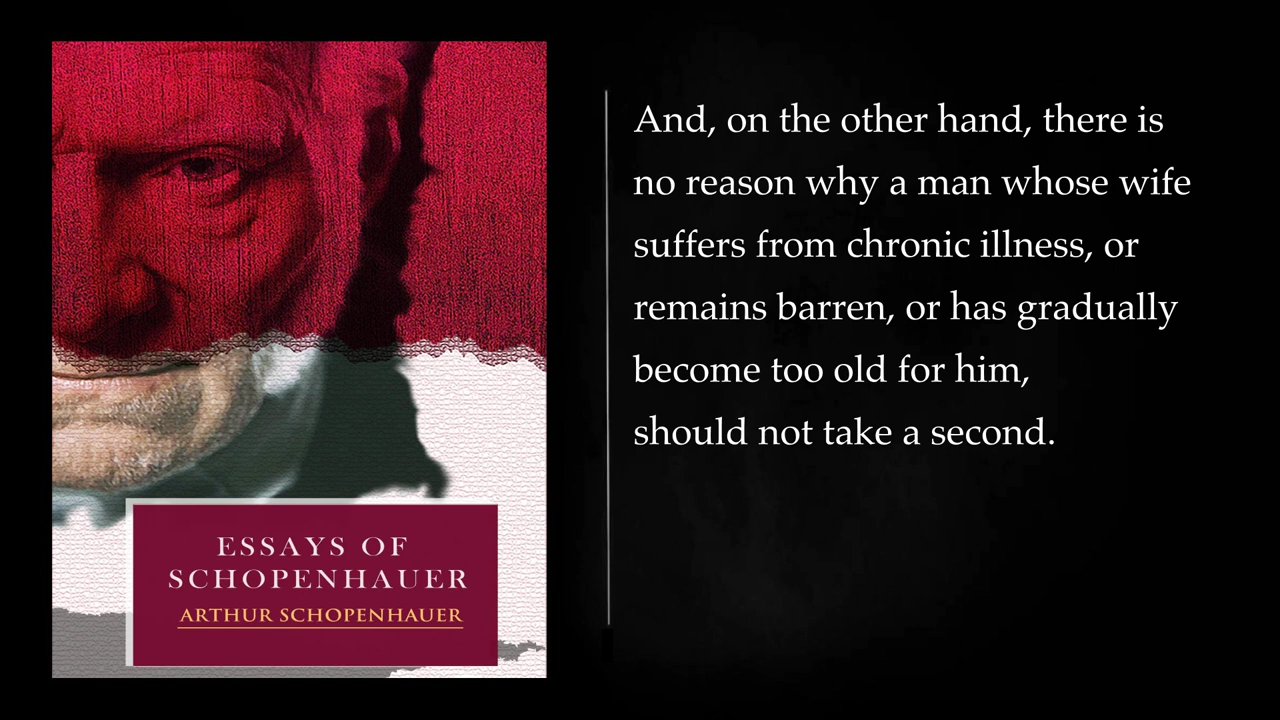 ESSAYS OF
SCHOPENHAUER
ARTHUR SCHOPENHAUER
And, on the other hand, there is
no reason why a man whose wife
suffers from chronic illness, or
remains barren, or has gradually
become too old for him,
should not take a second.